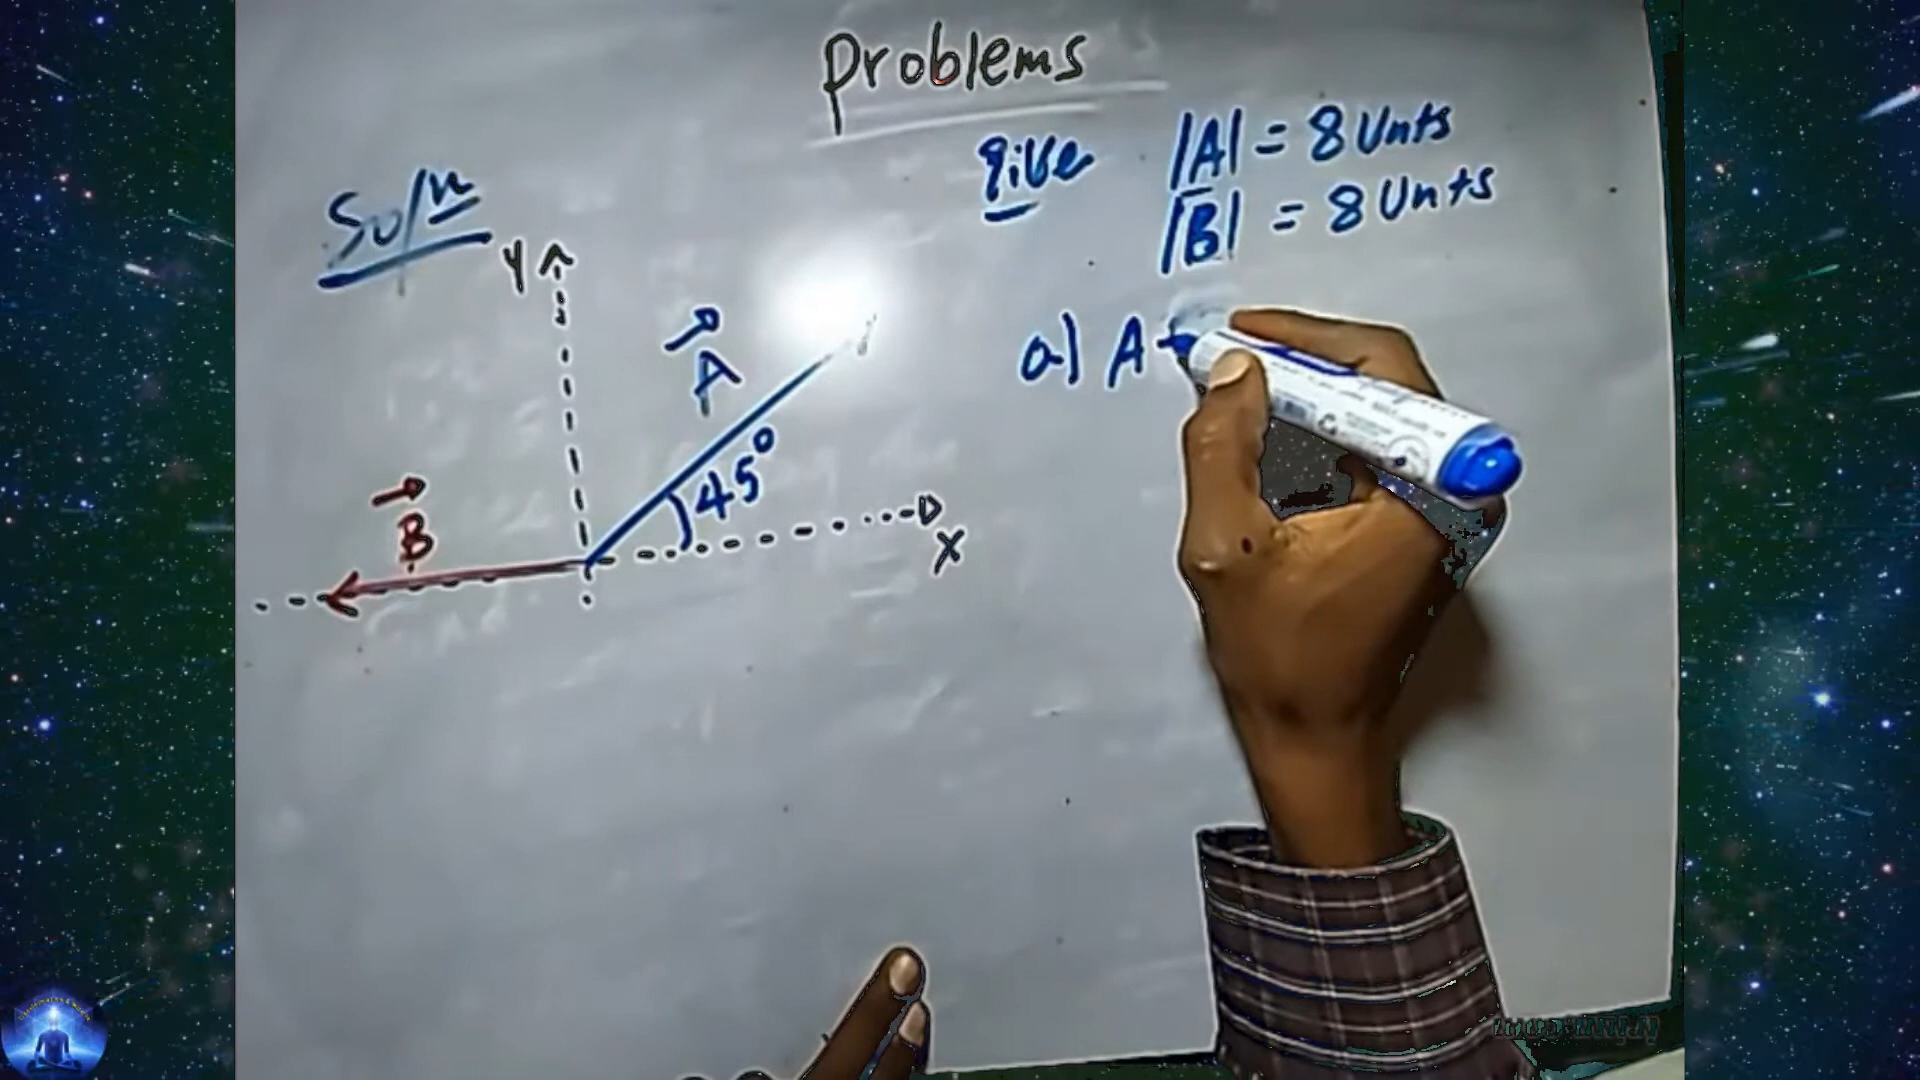 Problems
Soln
give
|A| = 8 Unts
|B| = 8 Unts
a) A +
Y
A
45°
B
X